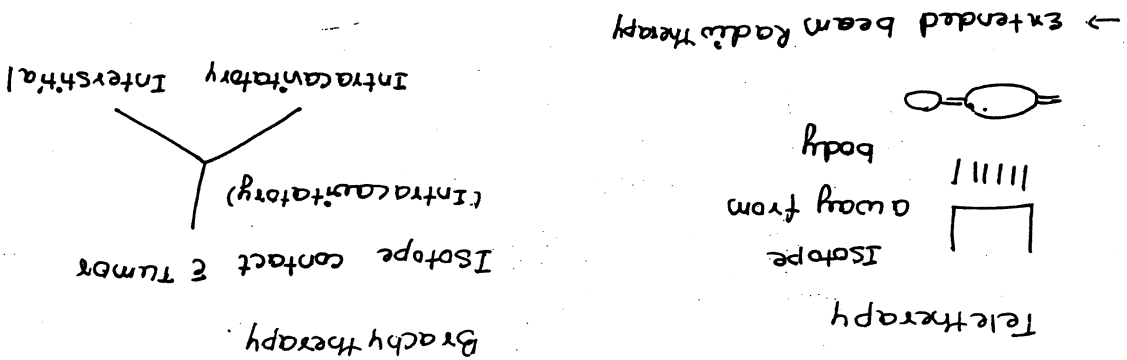 Teletherapy
Isotope
away from
body
→ Extended beam Radiotherapy
Brachytherapy.
Isotope contact c̄ Tumor
(Intracavitatory)
Intracavitatory Interstitial